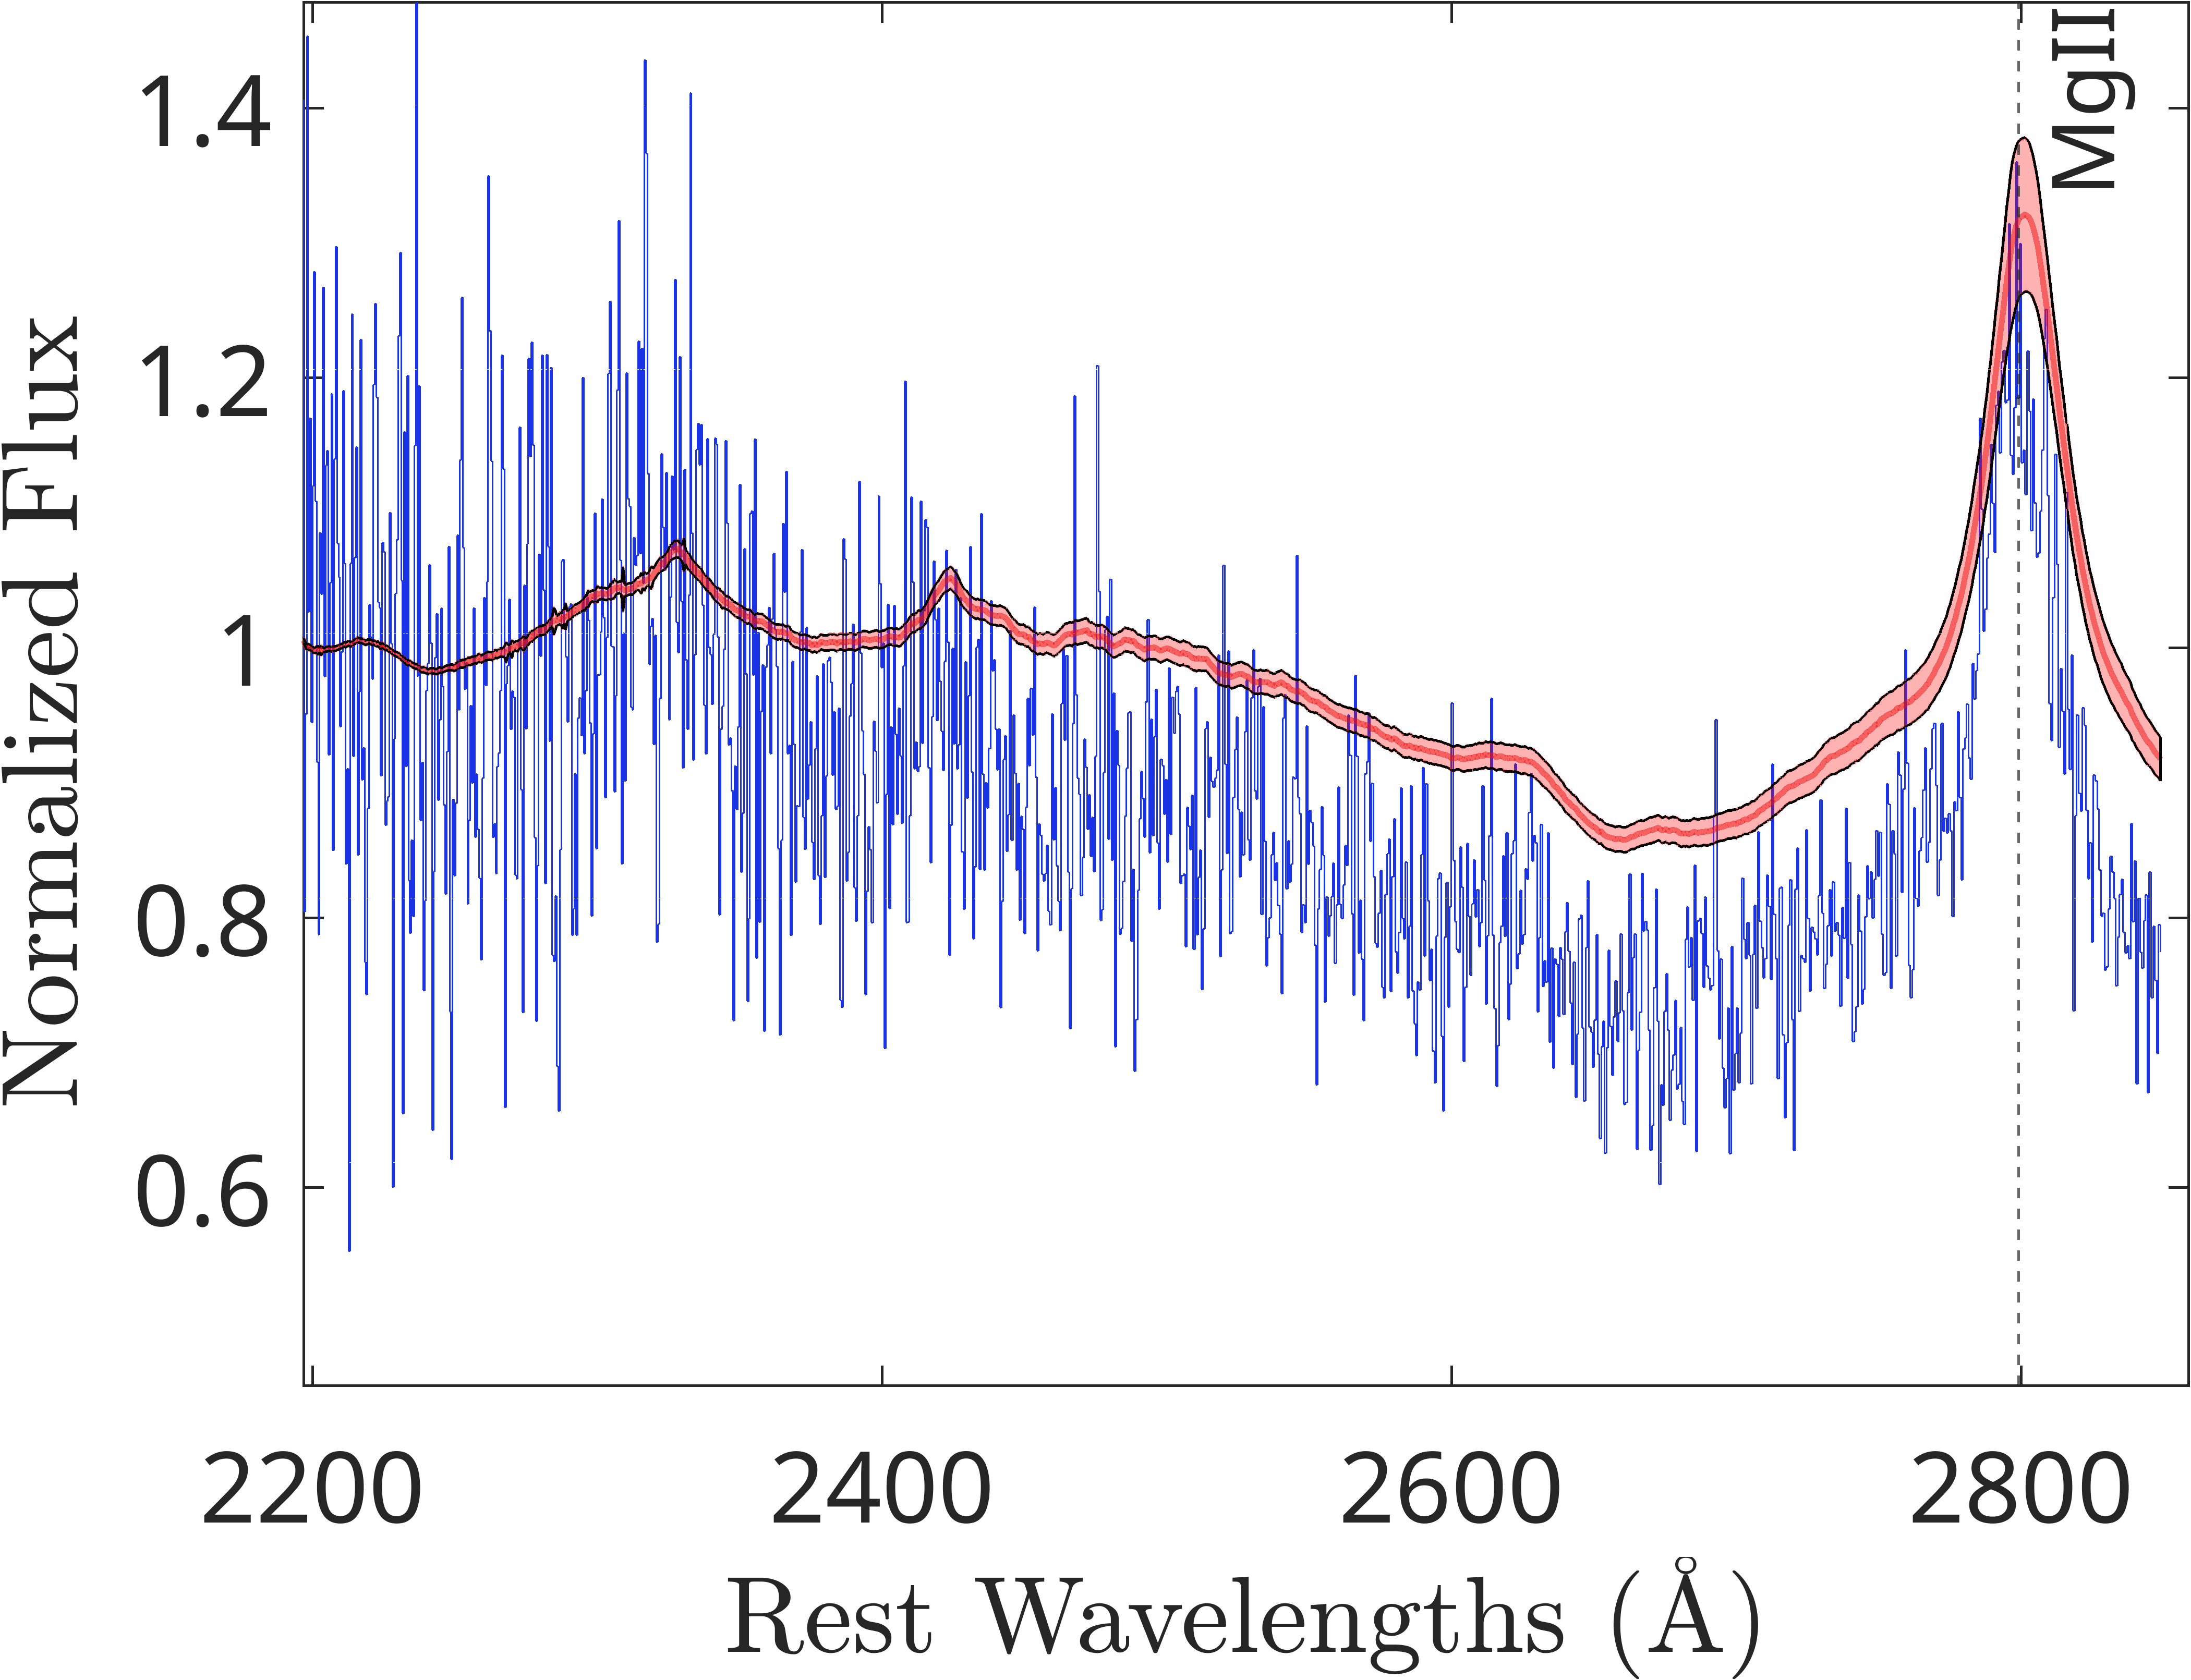 MgII
1.4
1.2
1
0.8
0.6
Normalized Flux
2200 2400 2600 2800
Rest Wavelengths (Å)